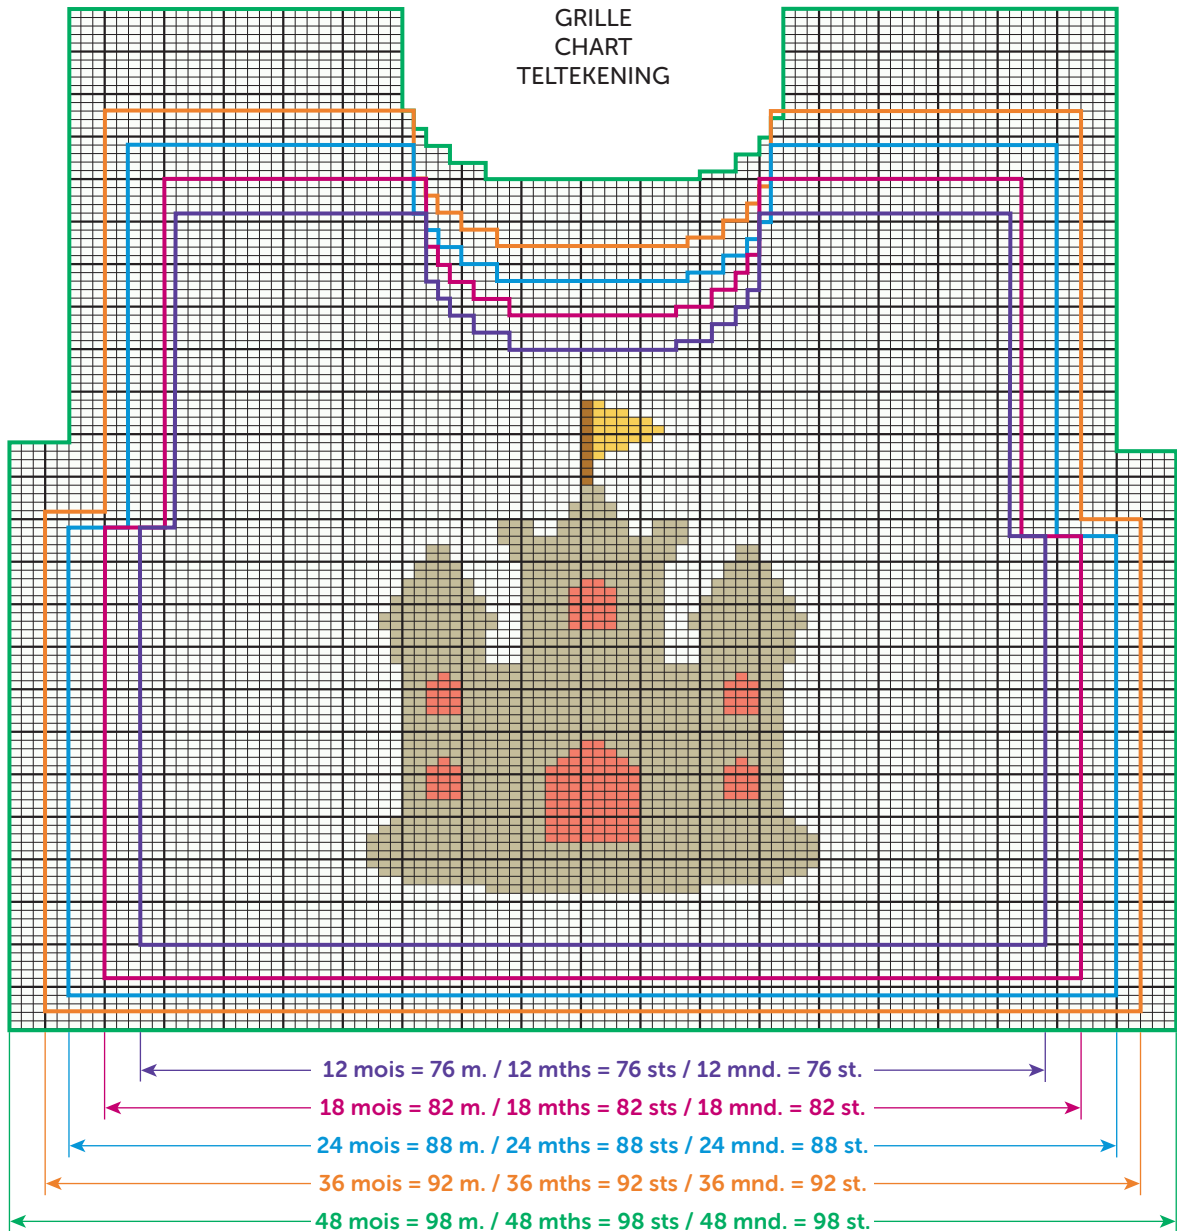 GRILLE
CHART
TELTEKENING
12 mois = 76 m. / 12 mths = 76 sts / 12 mnd. = 76 st.
18 mois = 82 m. / 18 mths = 82 sts / 18 mnd. = 82 st.
24 mois = 88 m. / 24 mths = 88 sts / 24 mnd. = 88 st.
36 mois = 92 m. / 36 mths = 92 sts / 36 mnd. = 92 st.
48 mois = 98 m. / 48 mths = 98 sts / 48 mnd. = 98 st.